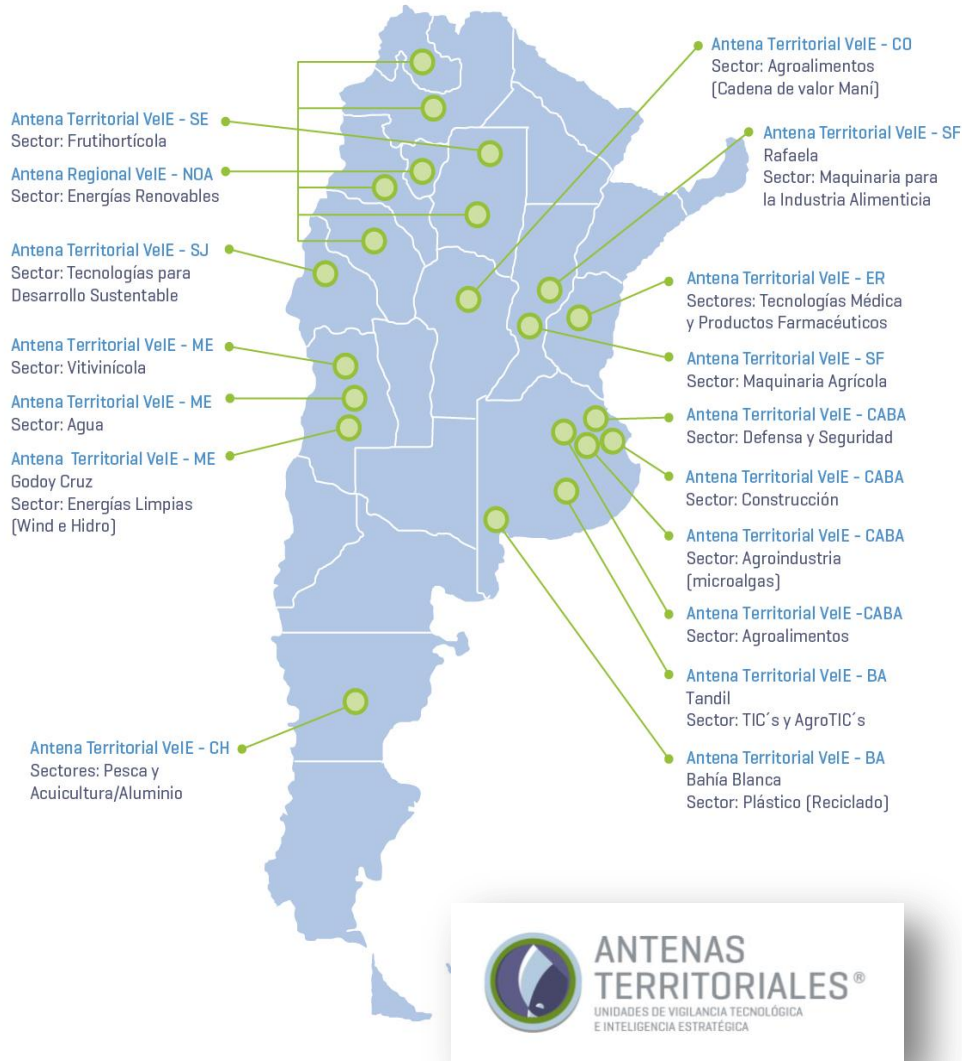 Antena Territorial VeIE - SE
Sector: Frutihortícola
Antena Regional VeIE - NOA
Sector: Energías Renovables
Antena Territorial VeIE - SJ
Sector: Tecnologías para
Desarrollo Sustentable
Antena Territorial VeIE - ME
Sector: Vitivinícola
Antena Territorial VeIE - ME
Sector: Agua
Antena Territorial VeIE - ME
Godoy Cruz
Sector: Energías Limpias
(Wind e Hidro)
Antena Territorial VeIE - CH
Sectores: Pesca y
Acuicultura/Aluminio
Antena Territorial VeIE - CO
Sector: Agroalimentos
(Cadena de valor Maní)
Antena Territorial VeIE - SF
Rafaela
Sector: Maquinaria para
la Industria Alimenticia
Antena Territorial VeIE - ER
Sectores: Tecnologías Médica
y Productos Farmacéuticos
Antena Territorial VeIE - SF
Sector: Maquinaria Agrícola
Antena Territorial VeIE - CABA
Sector: Defensa y Seguridad
Antena Territorial VeIE - CABA
Sector: Construcción
Antena Territorial VeIE - CABA
Sector: Agroindustria
(microalgas)
Antena Territorial VeIE -CABA
Sector: Agroalimentos
Antena Territorial VeIE - BA
Tandil
Sector: TIC´s y AgroTIC´s
Antena Territorial VeIE - BA
Bahía Blanca
Sector: Plástico (Reciclado)
ANTENAS
TERRITORIALES®
UNIDADES DE VIGILANCIA TECNOLÓGICA
E INTELIGENCIA ESTRATÉGICA